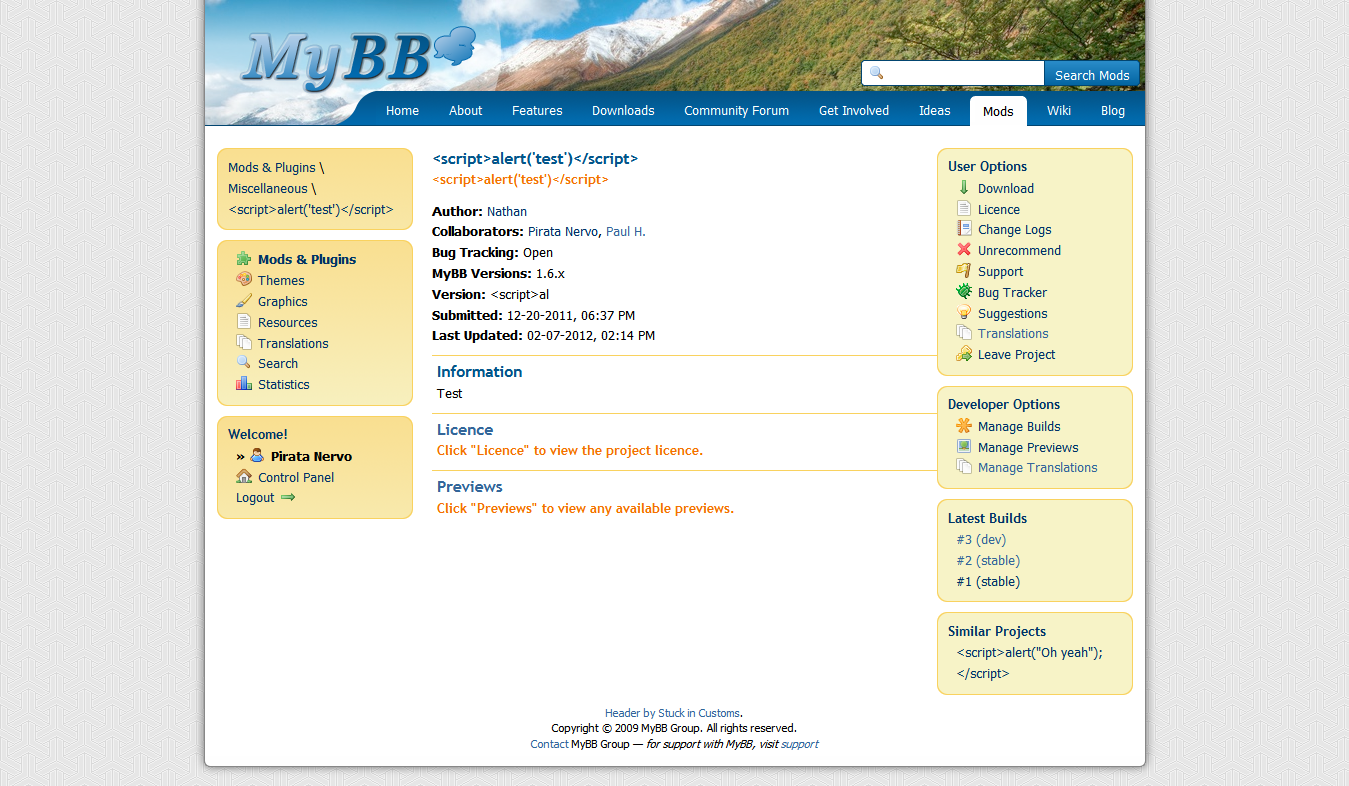 MyBB
Search Mods
Home About Features Downloads Community Forum Get Involved Ideas Mods Wiki Blog
Mods & Plugins \
Miscellaneous \
<script>alert('test')</script>
Mods & Plugins
Themes
Graphics
Resources
Translations
Search
Statistics
Welcome!
» Pirata Nervo
Control Panel
Logout
<script>alert('test')</script>
<script>alert('test')</script>
Author: Nathan
Collaborators: Pirata Nervo, Paul H.
Bug Tracking: Open
MyBB Versions: 1.6.x
Version: <script>al
Submitted: 12-20-2011, 06:37 PM
Last Updated: 02-07-2012, 02:14 PM
Information
Test
Licence
Click "Licence" to view the project licence.
Previews
Click "Previews" to view any available previews.
User Options
Download
Licence
Change Logs
Unrecommend
Support
Bug Tracker
Suggestions
Translations
Leave Project
Developer Options
Manage Builds
Manage Previews
Manage Translations
Latest Builds
#3 (dev)
#2 (stable)
#1 (stable)
Similar Projects
<script>alert("Oh yeah");
</script>
Header by Stuck in Customs.
Copyright © 2009 MyBB Group. All rights reserved.
Contact MyBB Group — for support with MyBB, visit support